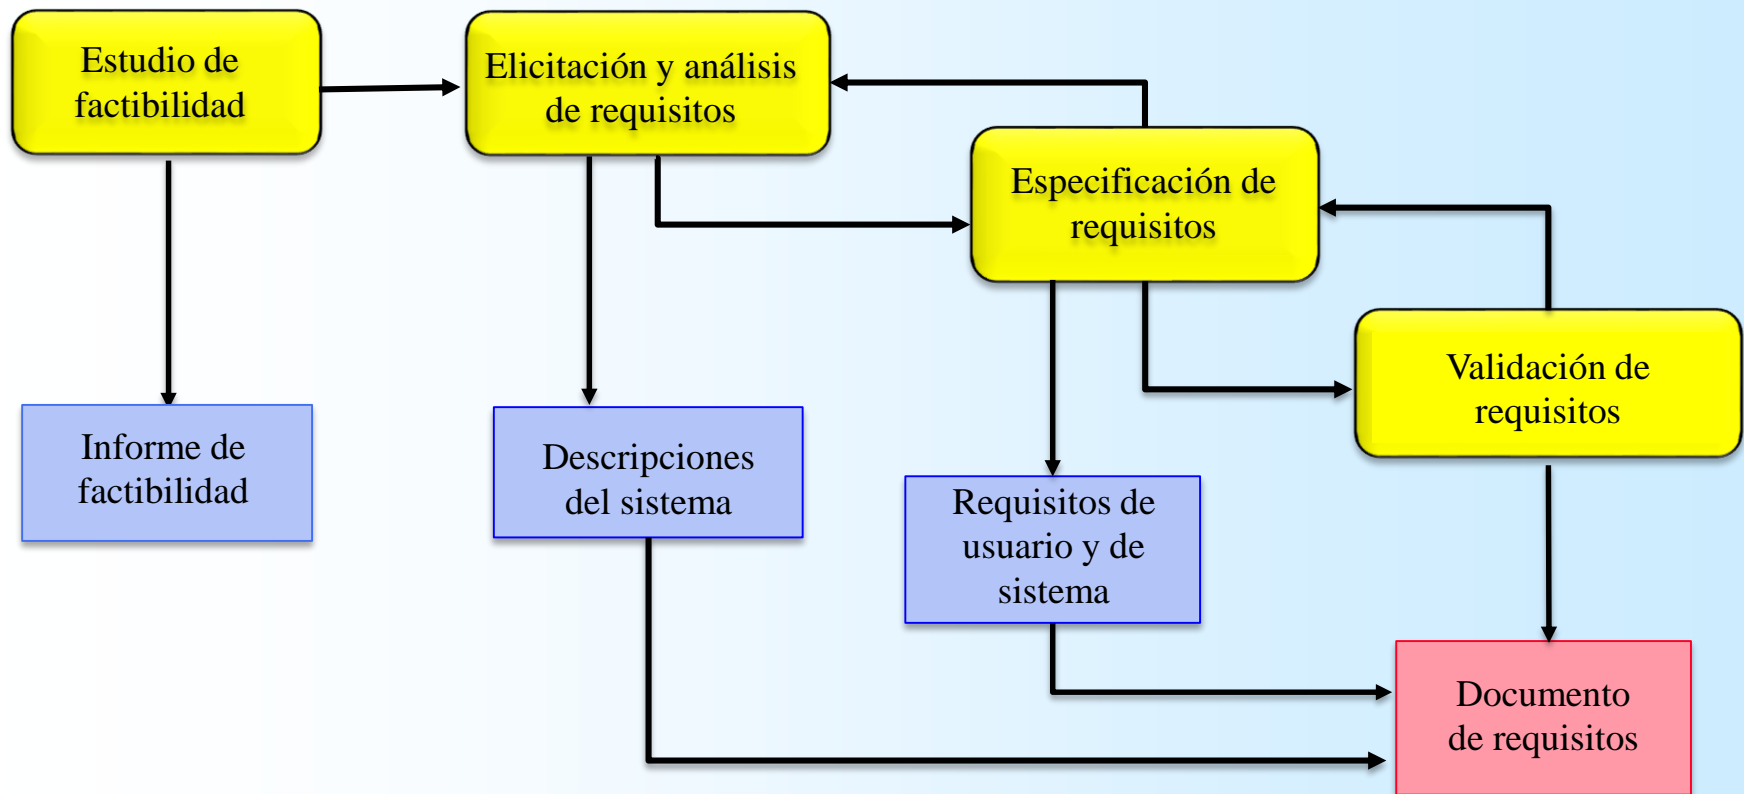 Estudio de
factibilidad
Elicitación y análisis
de requisitos
Especificación de
requisitos
Validación de
requisitos
Informe de
factibilidad
Descripciones
del sistema
Requisitos de
usuario y de
sistema
Documento
de requisitos